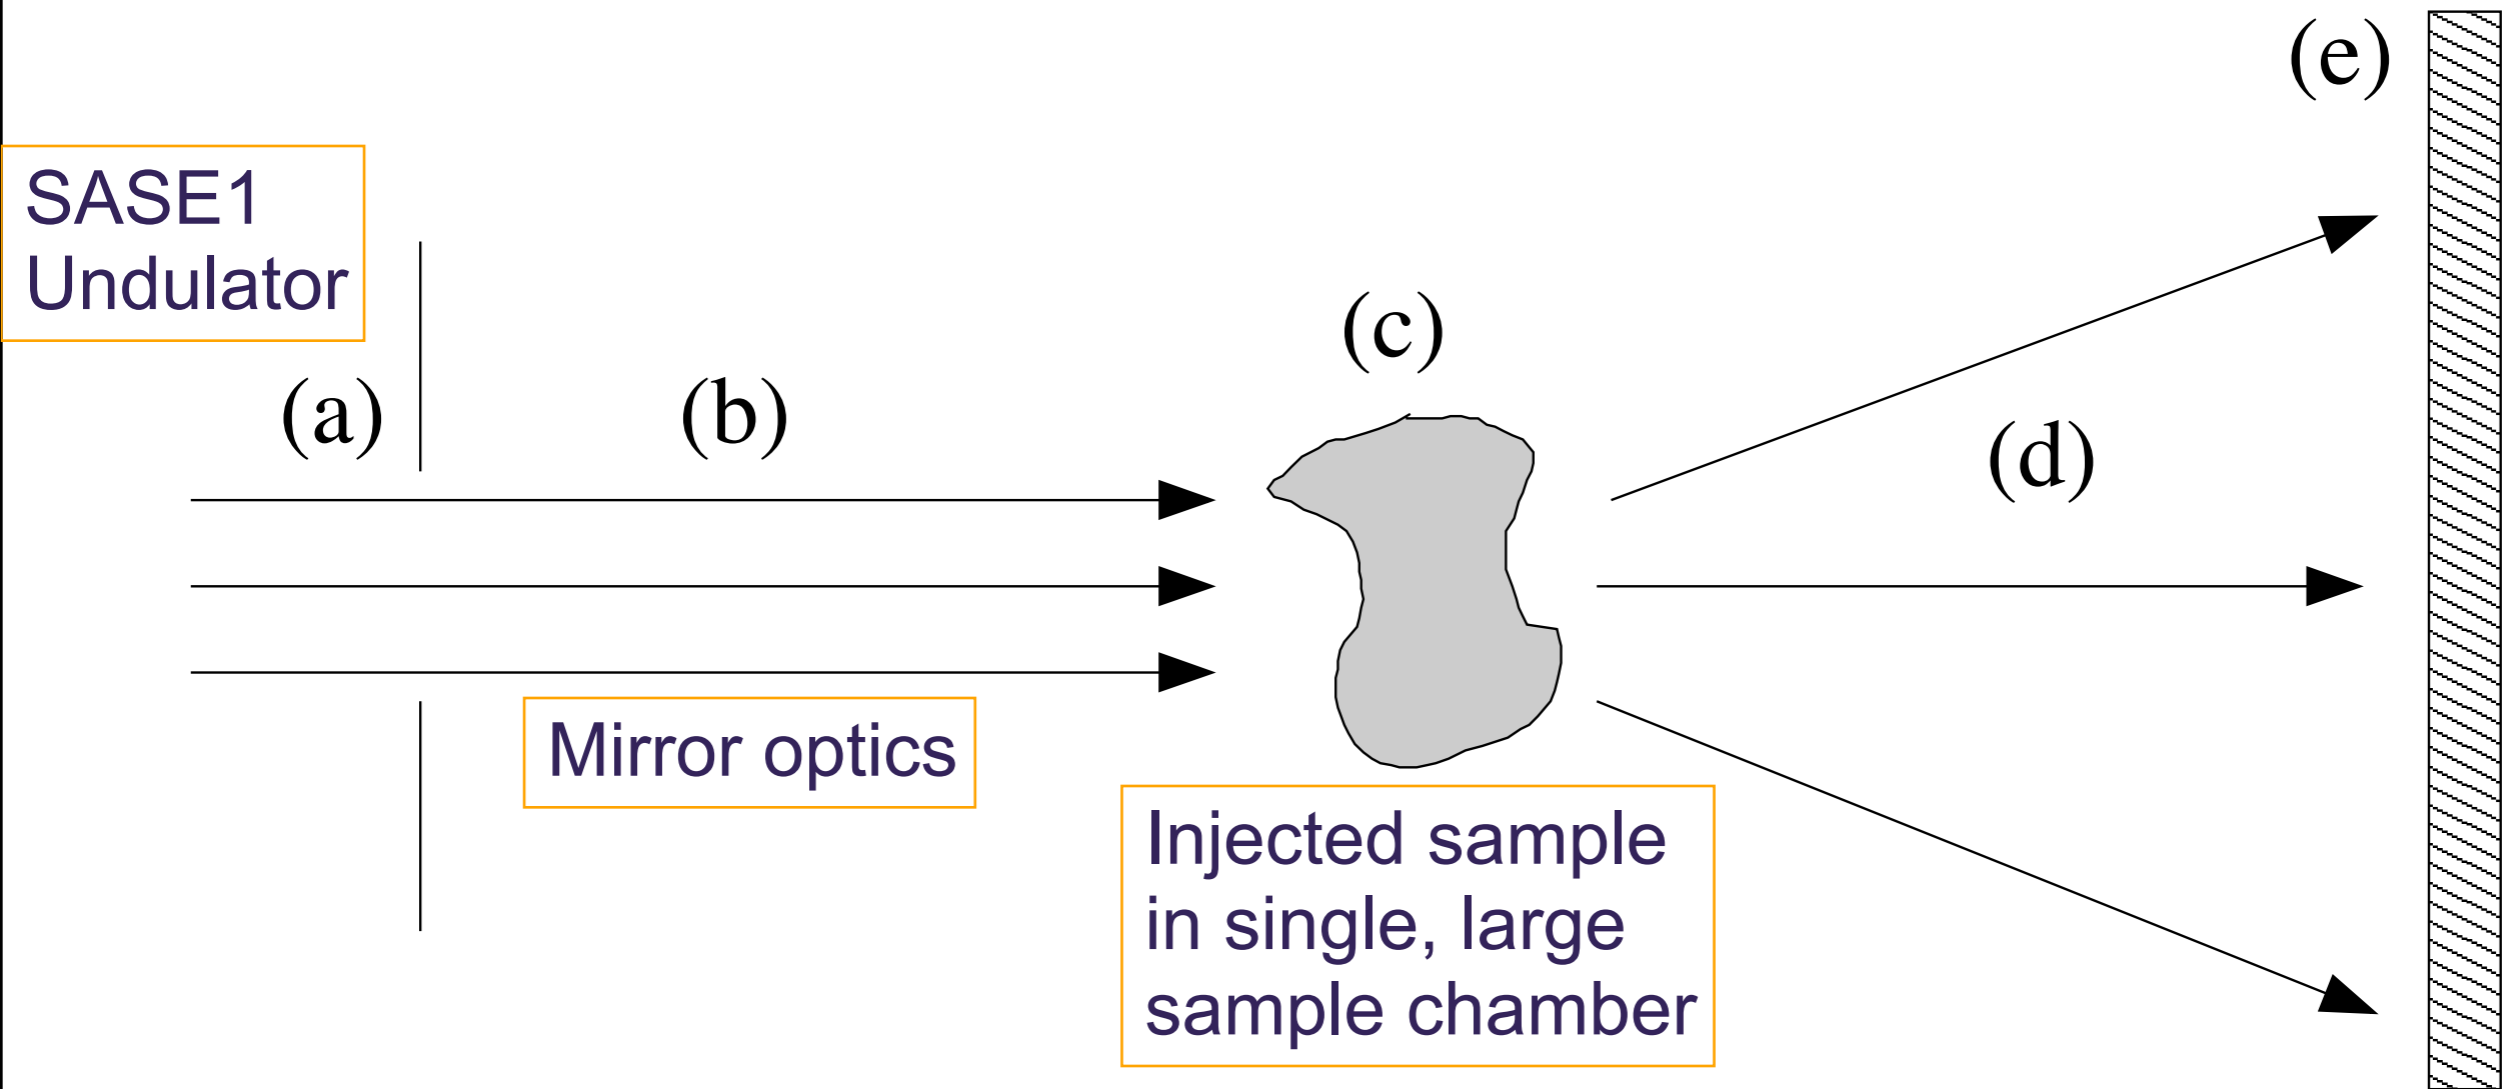 (e)
SASE1
Undulator
(c)
(a)
(b)
(d)
Mirror optics
Injected sample
in single, large
sample chamber